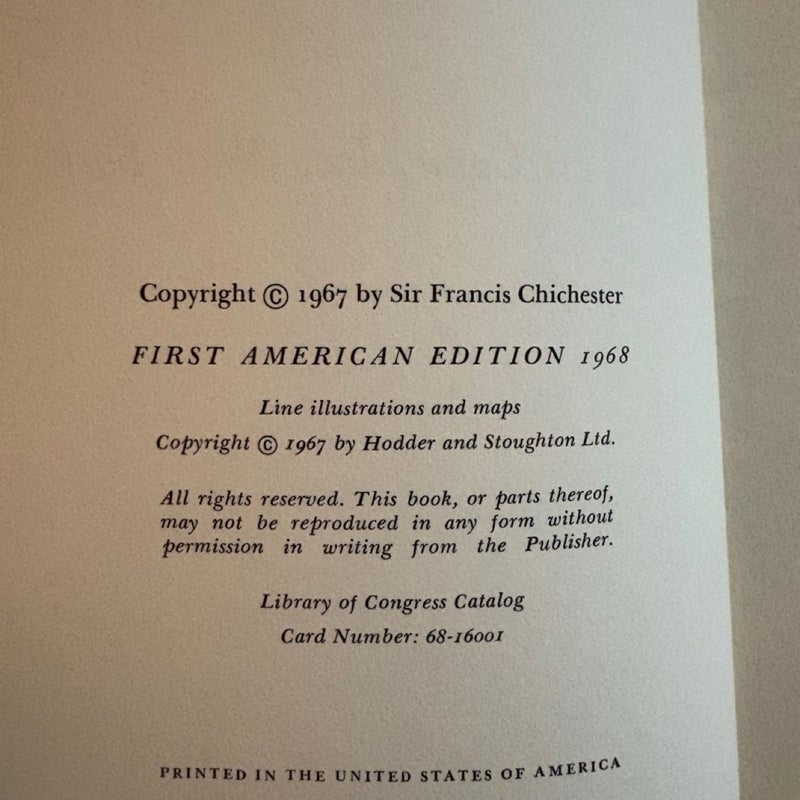 Copyright © 1967 by Sir Francis Chichester
FIRST AMERICAN EDITION 1968
Line illustrations and maps
Copyright © 1967 by Hodder and Stoughton Ltd.
All rights reserved. This book, or parts thereof,
may not be reproduced in any form without
permission in writing from the Publisher.
Library of Congress Catalog
Card Number: 68-16001
PRINTED IN THE UNITED STATES OF AMERICA